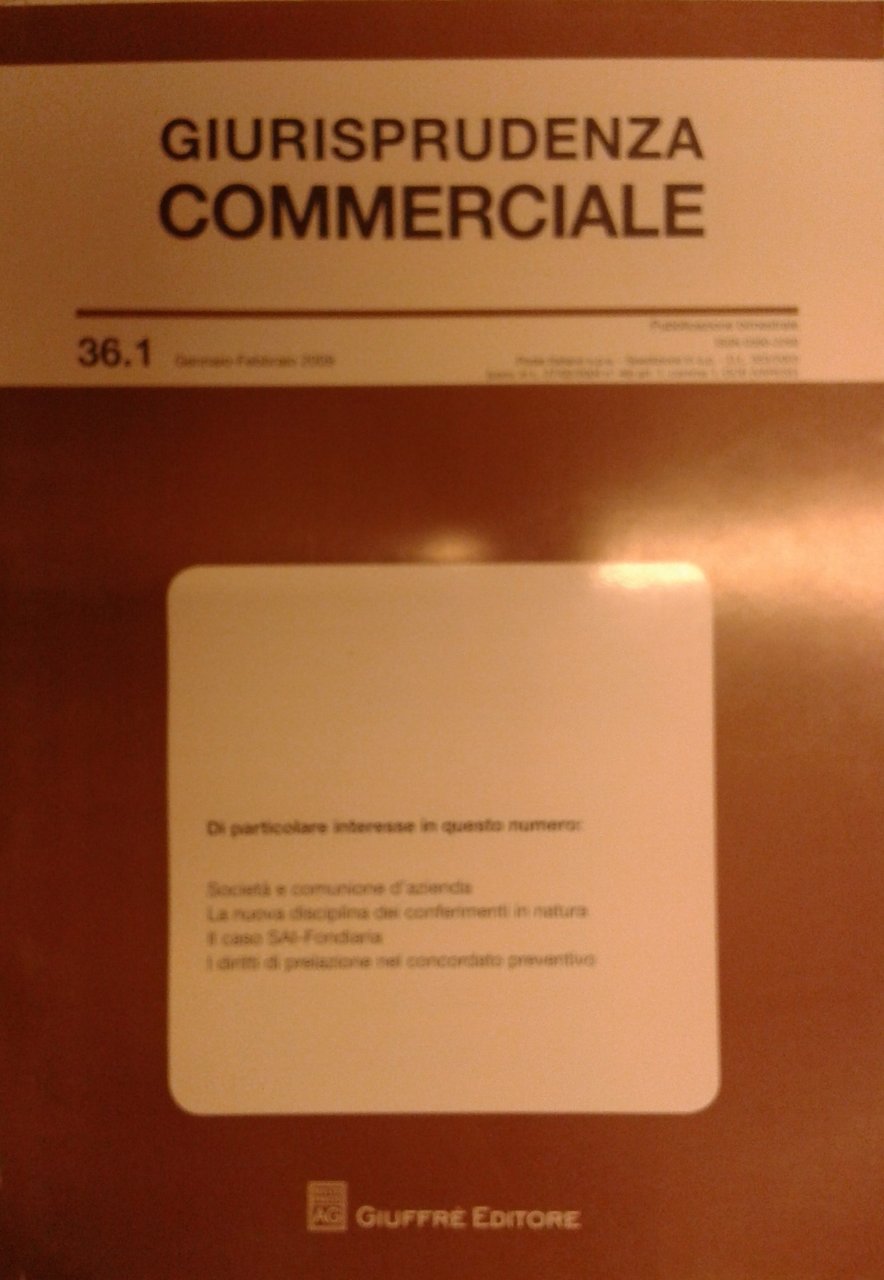 GIURISPRUDENZA
COMMERCIALE
Pubblicazione bimestrale
36.1 Gennaio-Febbraio 2009
Di particolare interesse in questo numero:
Società e comunione d'azienda
La nuova disciplina dei conferimenti in natura
Il caso SAI-Fondiaria
I diritti di prelazione nel concordato preventivo
AG GIUFFRÈ EDITORE